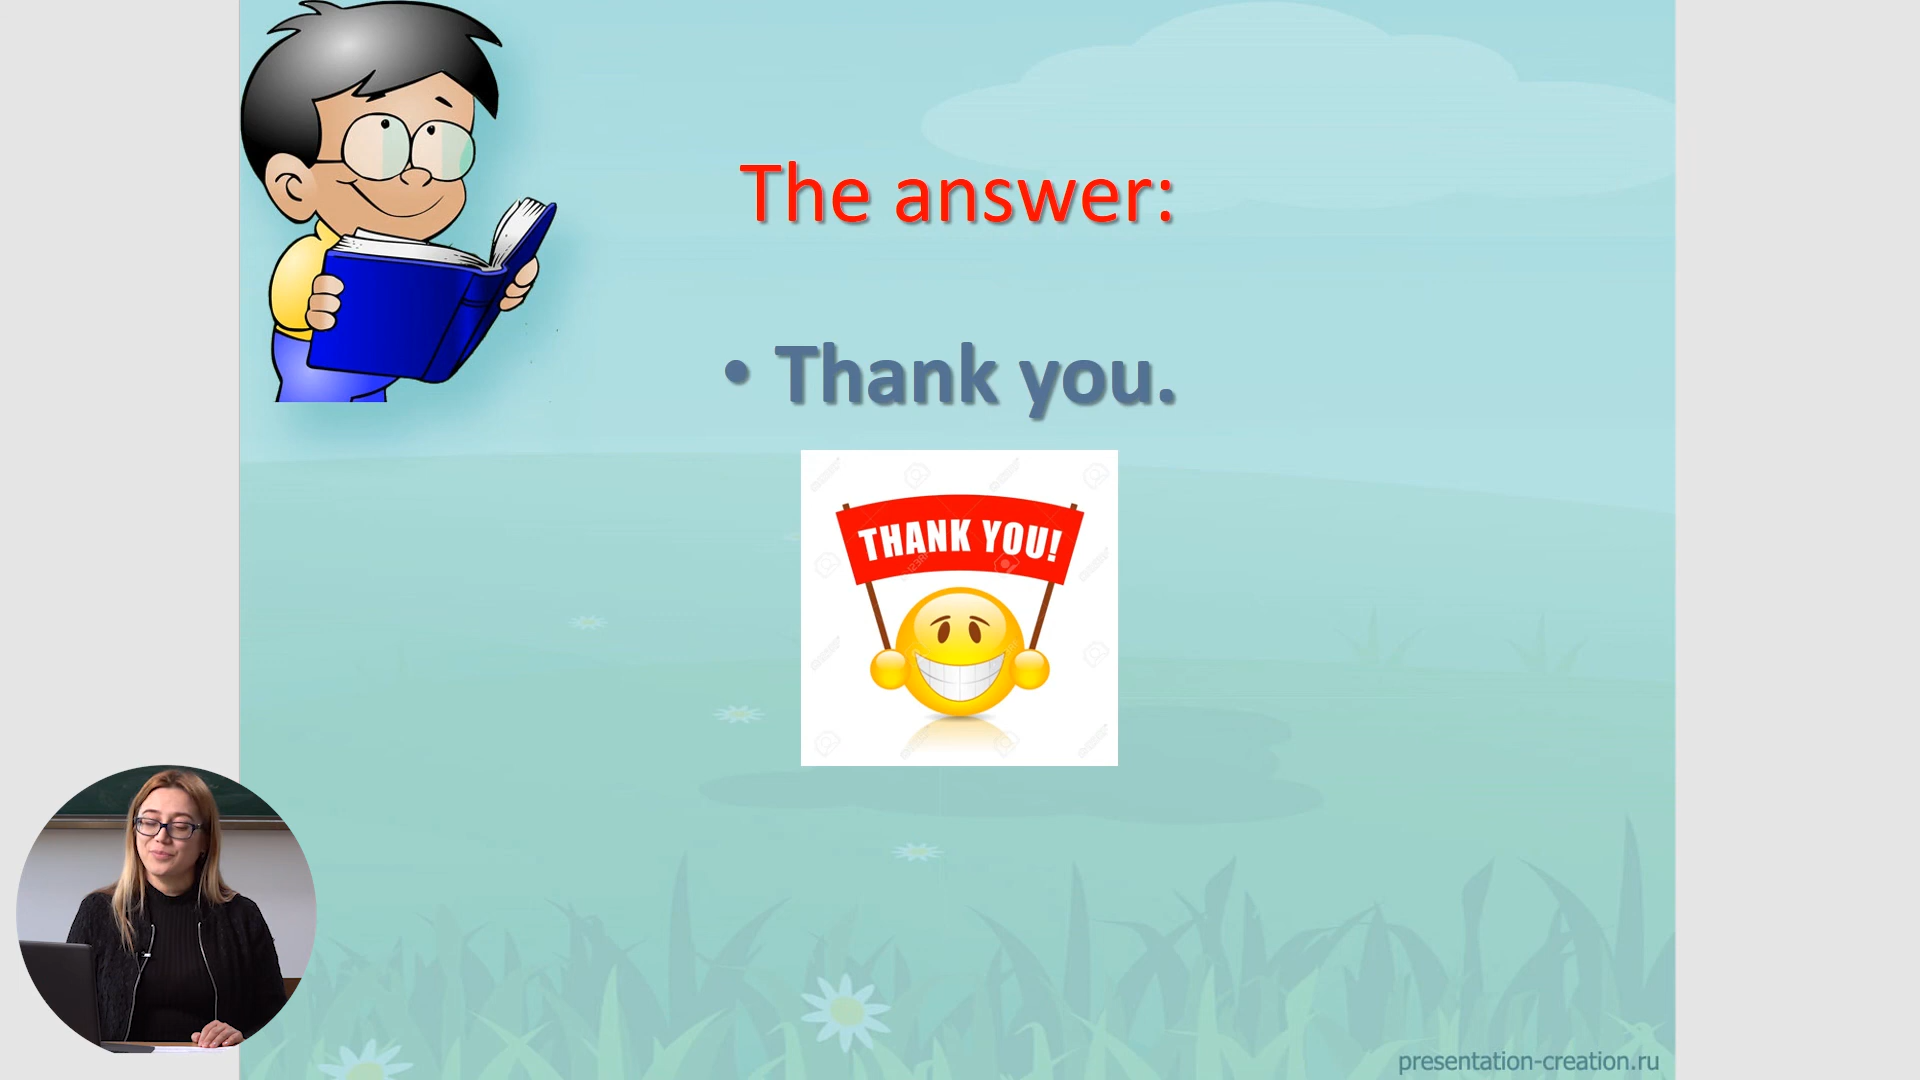 The answer:
• Thank you.
THANK YOU!
presentation-creation.ru